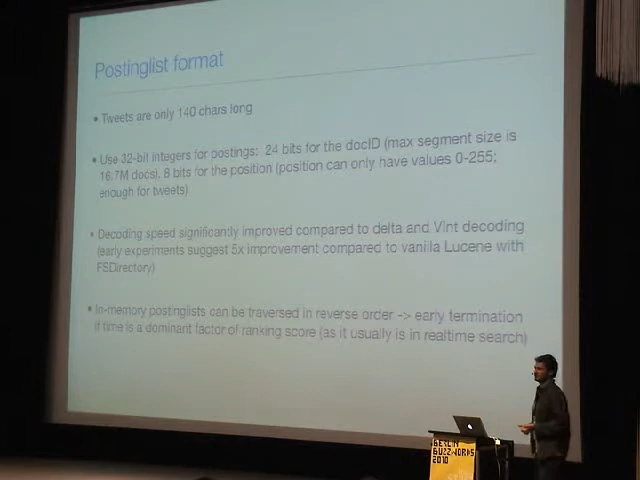 Postinglist format
• Tweets are only 140 chars long
• Use 32-bit integers for postings: 24 bits for the docID (max segment size is
16.7M docs), 8 bits for the position (position can only have values 0-255;
enough for tweets)
• Decoding speed significantly improved compared to delta and VInt decoding
(early experiments suggest 5x improvement compared to vanilla Lucene with
FSDirectory)
• In-memory postinglists can be traversed in reverse order -> early termination
if time is a dominant factor of ranking score (as it usually is in realtime search)
BERLIN
BUZZWORDS
2010